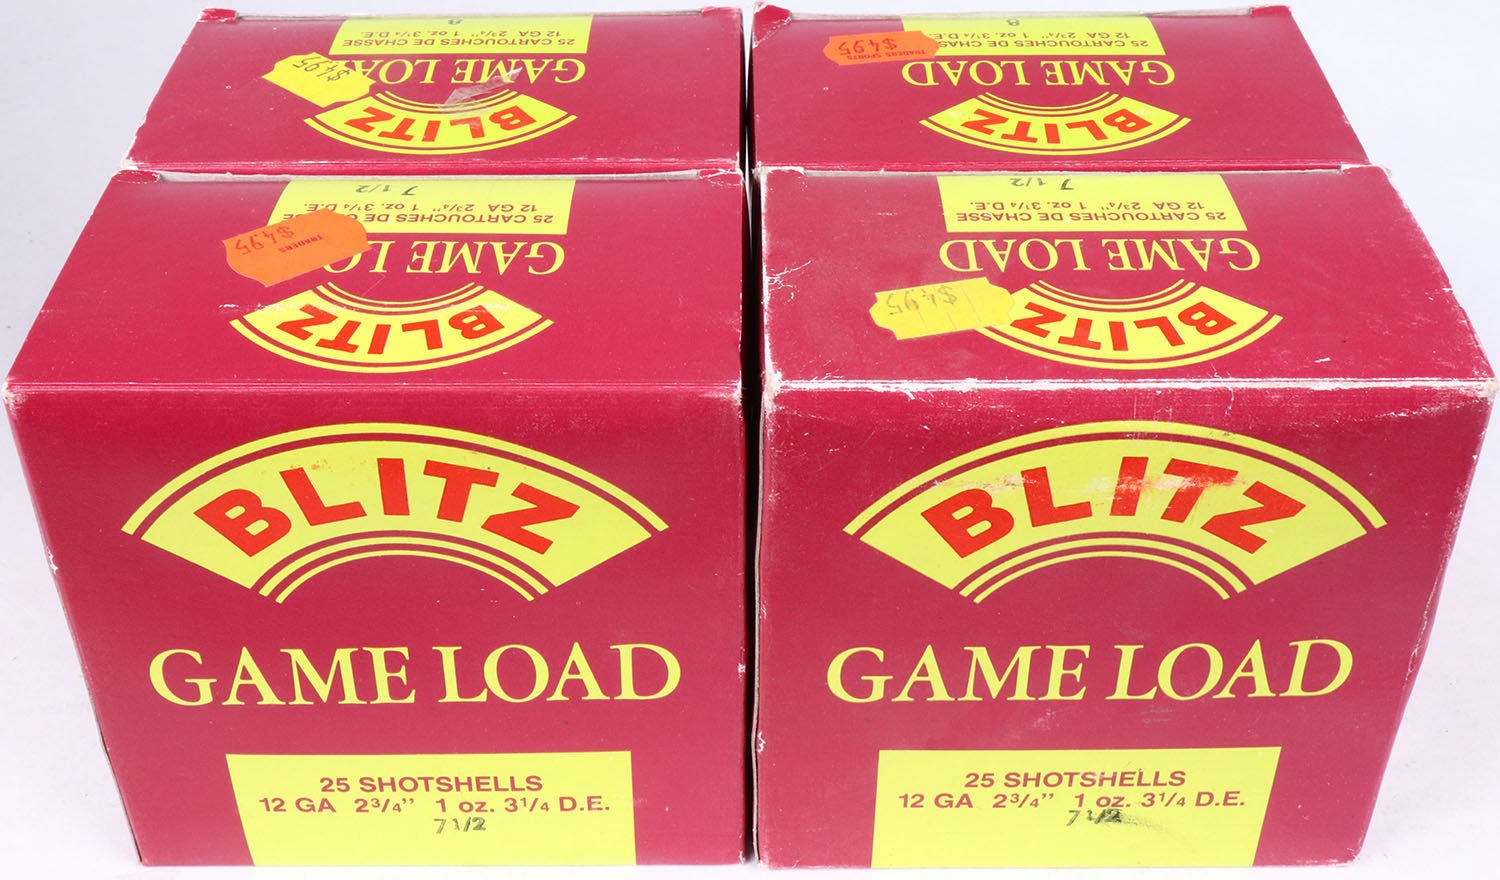 8
12 GA 2³/₄'' 1 oz. 3¹/₄ D.E.
25 CARTOUCHES DE CHASSE
$4.95
GAME LOA
BLITZ
8
12 GA 2³/₄'' 1 oz. 3¹/₄ D.E.
25 CARTOUCHES DE CHASSE
TRADERS SPORTS
$4.95
GAME LOAD
BLITZ
7 1/2
12 GA 2³/₄'' 1 oz. 3¹/₄ D.E.
25 CARTOUCHES DE
TRADERS
$4.95
GAME LO
BLITZ
7 1/2
12 GA 2³/₄'' 1 oz. 3¹/₄ D.E.
25 CARTOUCHES DE CHASSE
GAME LOAD
$4.95
BLITZ
BLITZ
GAME LOAD
25 SHOTSHELLS
12 GA 2³/₄'' 1 oz. 3¹/₄ D.E.
7 1/2
BLITZ
GAME LOAD
25 SHOTSHELLS
12 GA 2³/₄'' 1 oz. 3¹/₄ D.E.
7 1/2